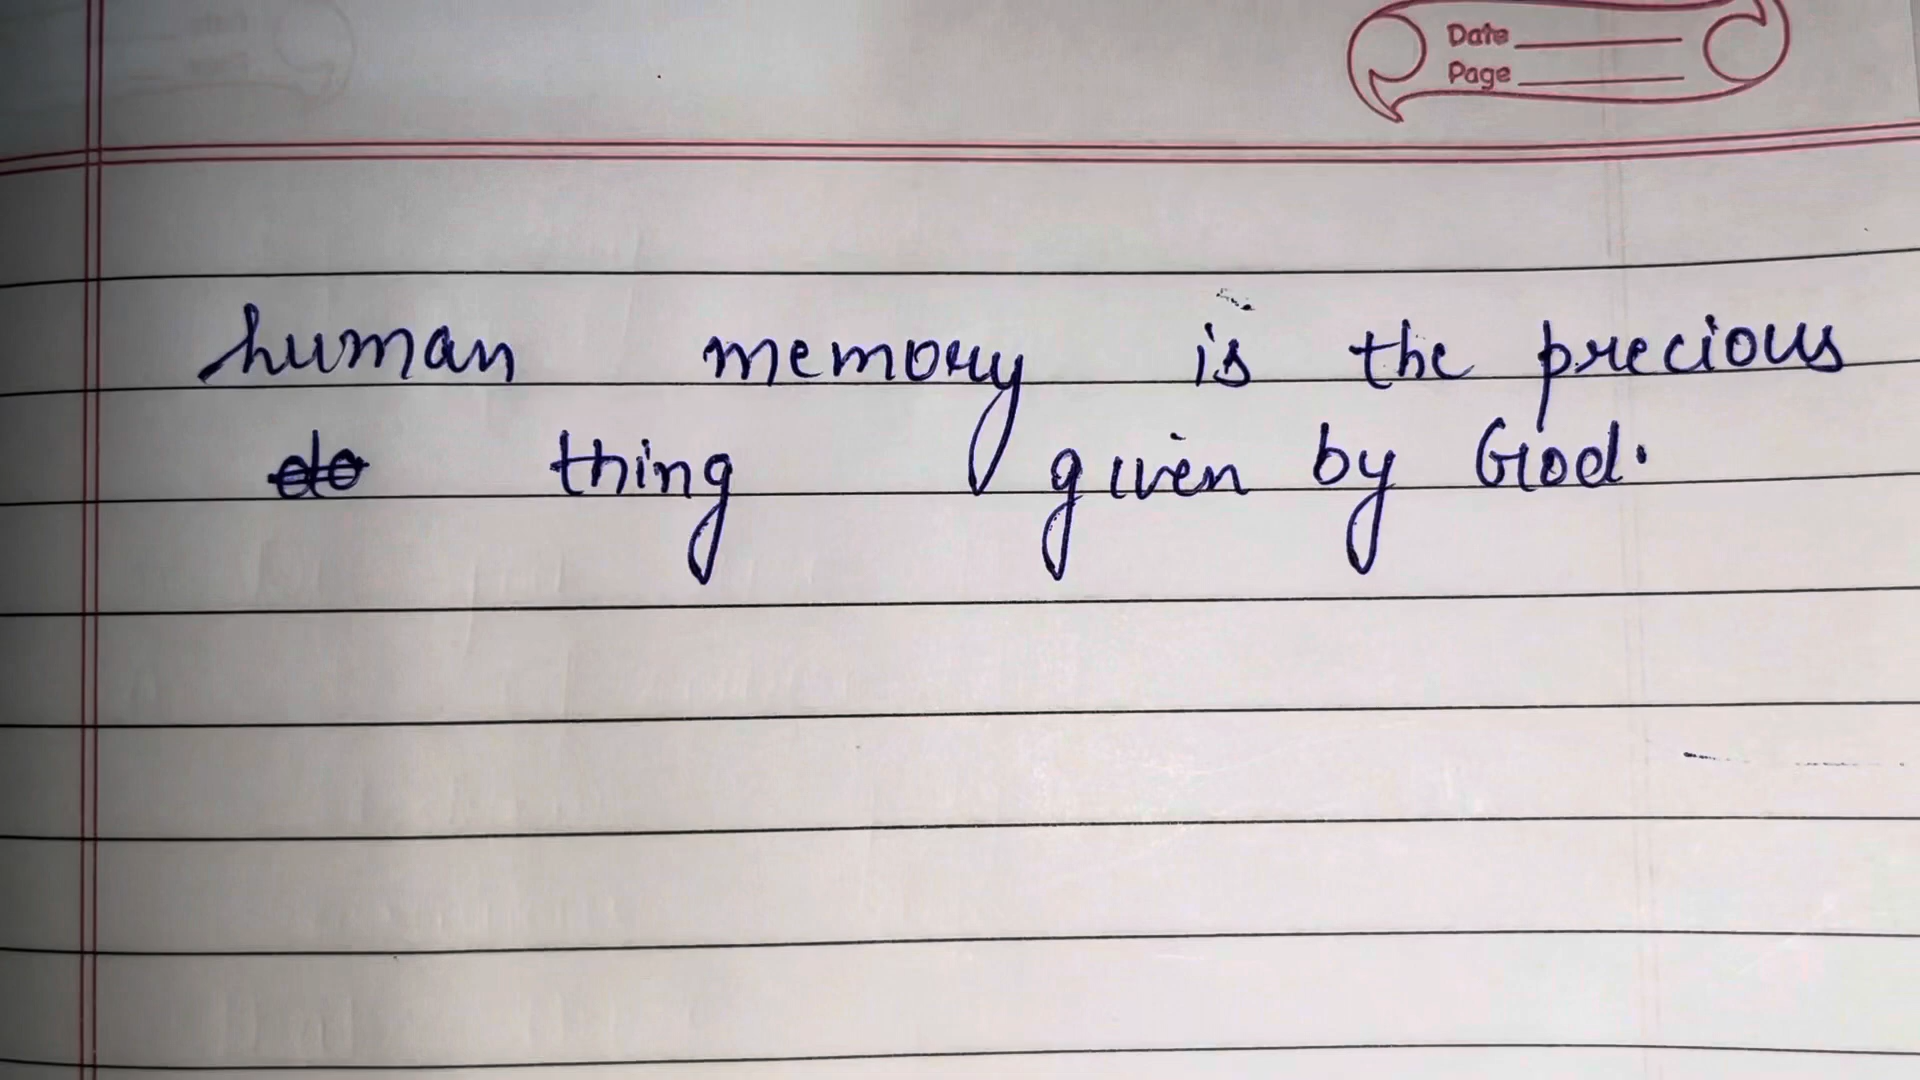 Date
Page
human memory is the precious
thing given by God.